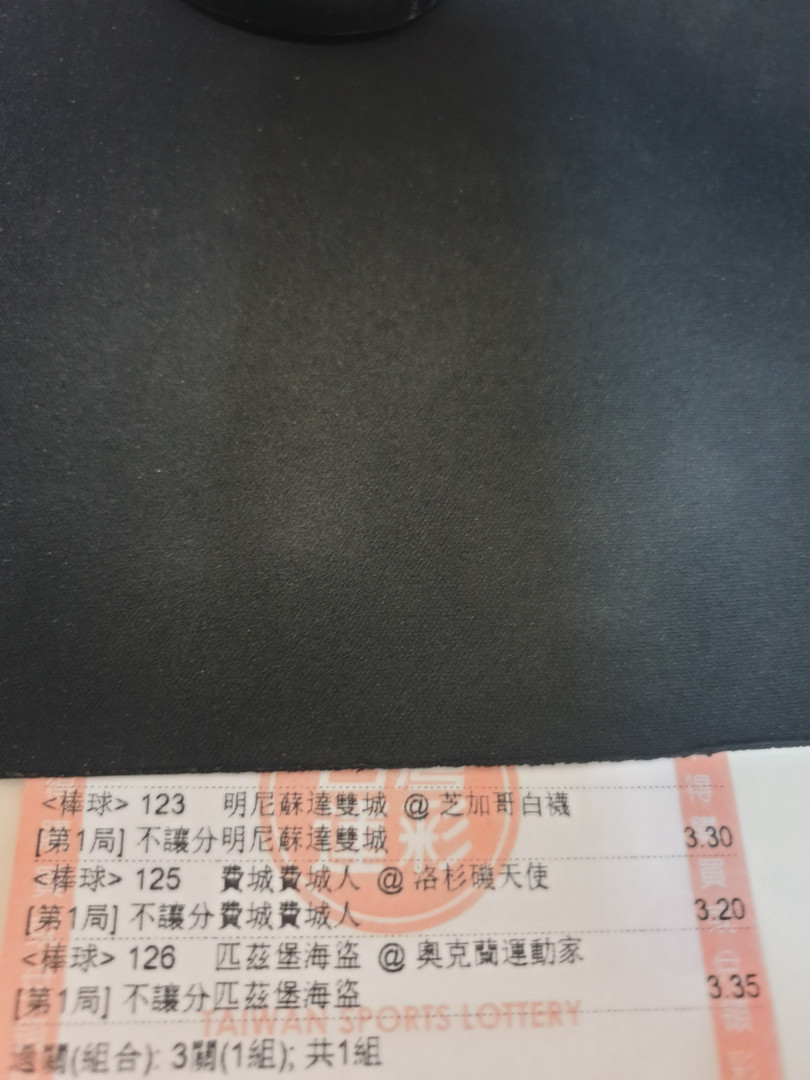 <棒球> 123 明尼蘇達雙城 @ 芝加哥白襪
[第1局] 不讓分明尼蘇達雙城 3.30
<棒球> 125 費城費城人 @ 洛杉磯天使
[第1局] 不讓分費城費城人 3.20
<棒球> 126 匹茲堡海盜 @ 奧克蘭運動家
[第1局] 不讓分匹茲堡海盜 3.35
TAIWAN SPORTS LOTTERY
過關(組合): 3關(1組); 共1組